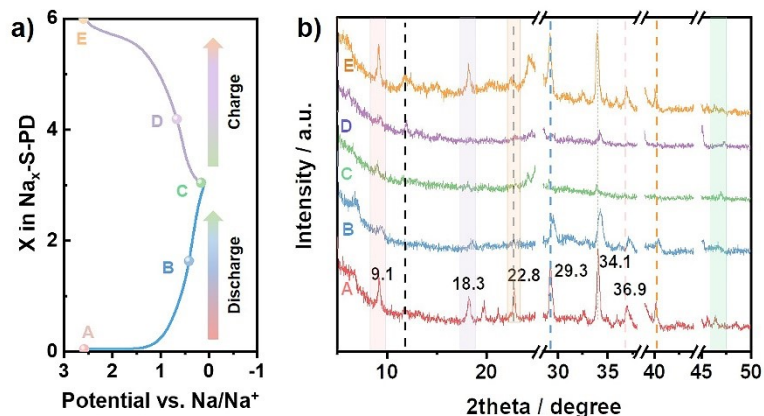 a)
X in Naₓ-S-PD
6
4
2
0
E
D
C
B
A
Charge
Discharge
3 2 1 0 -1
Potential vs. Na/Na⁺
b)
Intensity / a.u.
E
D
C
B
A
9.1
18.3
22.8
29.3
34.1
36.9
10 20 30 40 45 50
2theta / degree